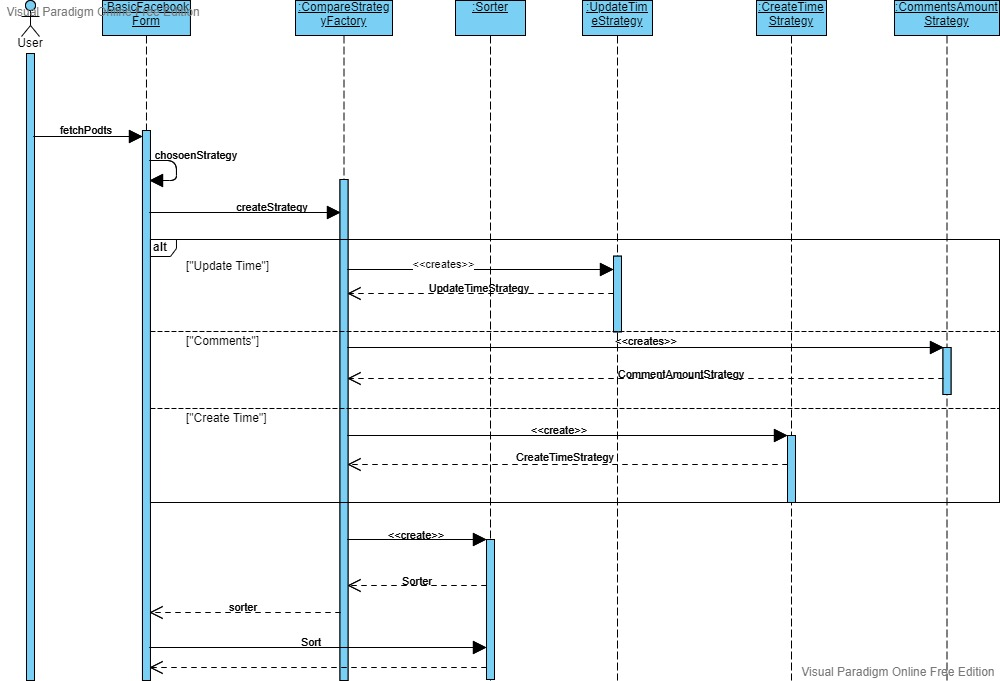 Visual Paradigm Online Free Edition
:BasicFacebook
Form
:CompareStrateg
yFactory
:Sorter
:UpdateTim
eStrategy
:CreateTime
Strategy
:CommentsAmount
Strategy
User
fetchPodts
chosoenStrategy
createStrategy
alt
["Update Time"]
<<creates>>
UpdateTimeStrategy
["Comments"]
<<creates>>
CommentAmountStrategy
["Create Time"]
<<create>>
CreateTimeStrategy
<<create>>
Sorter
sorter
Sort
Visual Paradigm Online Free Edition